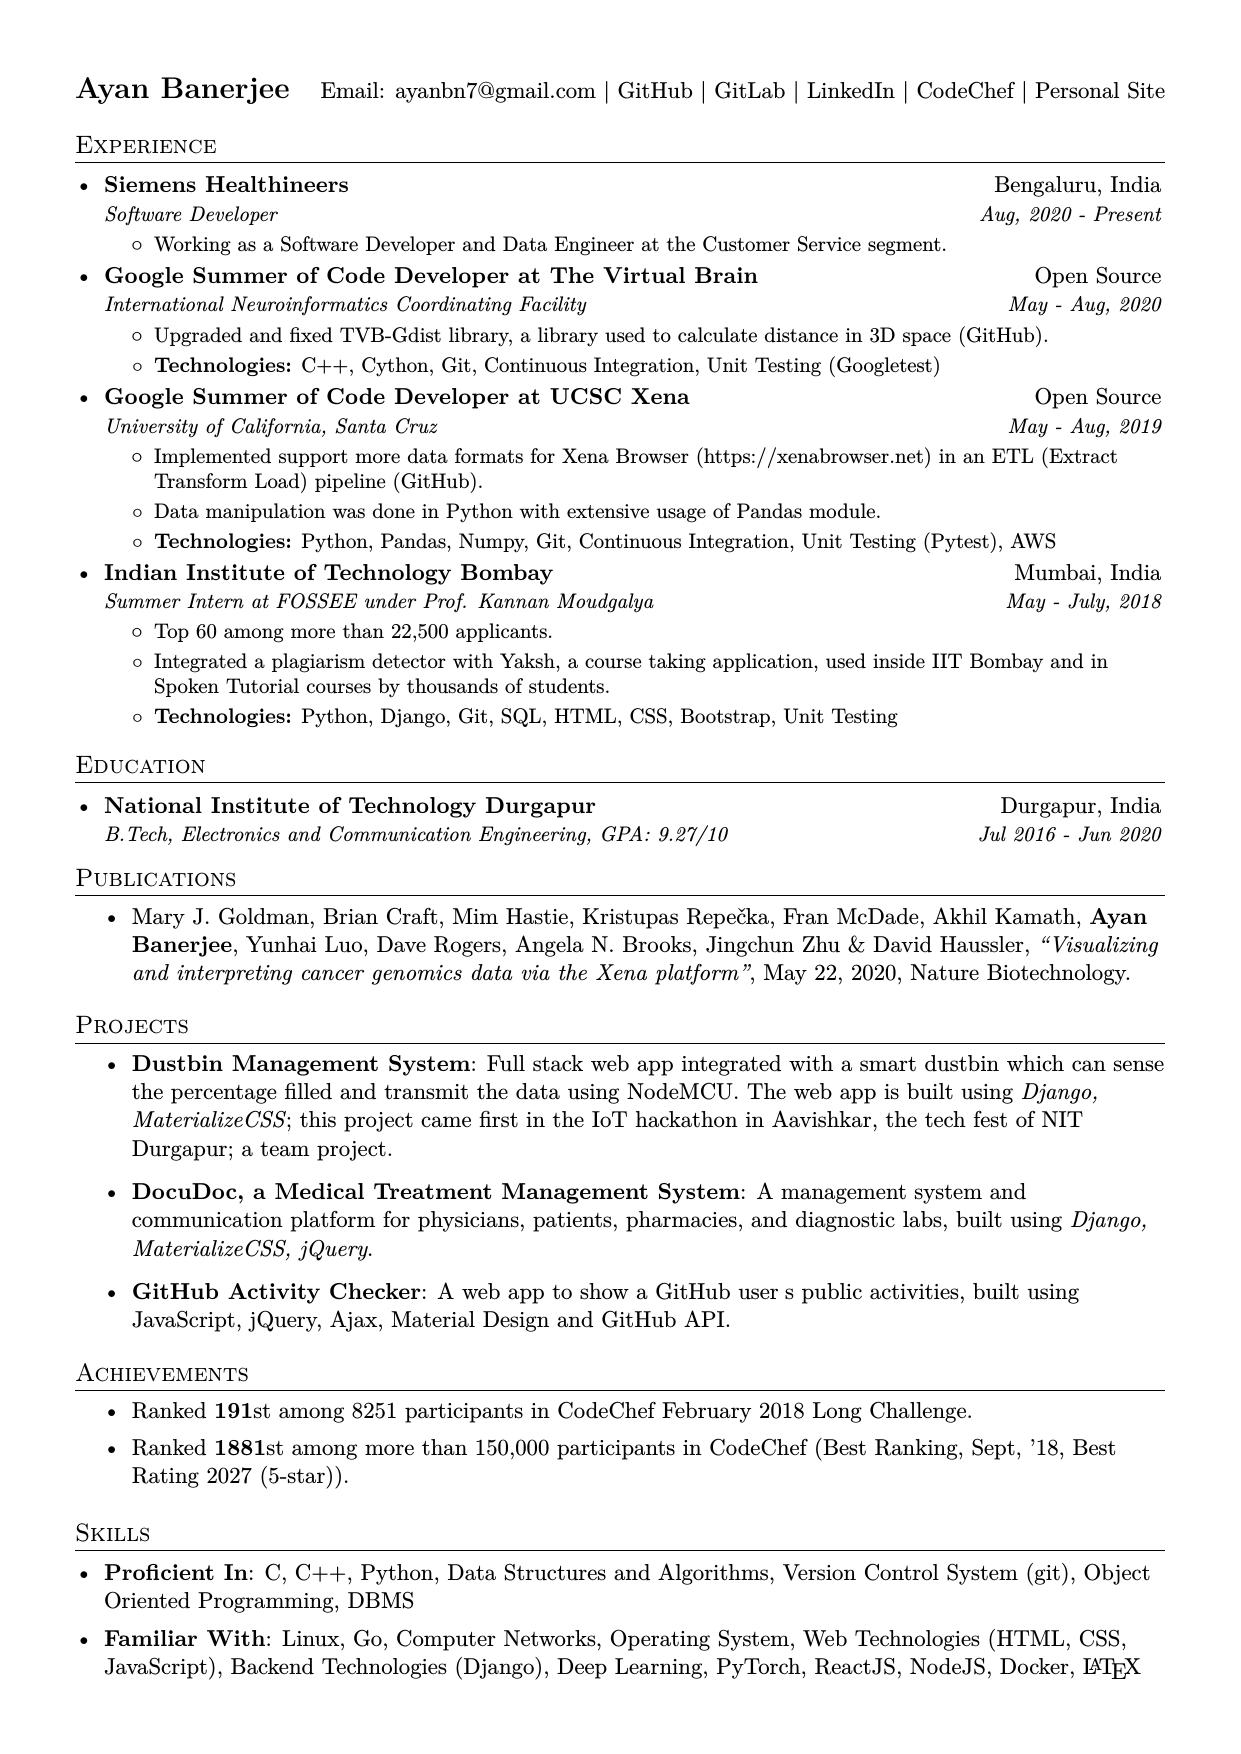 Ayan Banerjee Email: ayanbn7@gmail.com | GitHub | GitLab | LinkedIn | CodeChef | Personal Site
Experience
• Siemens Healthineers Bengaluru, India
Software Developer Aug, 2020 - Present
◦ Working as a Software Developer and Data Engineer at the Customer Service segment.
• Google Summer of Code Developer at The Virtual Brain Open Source
International Neuroinformatics Coordinating Facility May - Aug, 2020
◦ Upgraded and fixed TVB-Gdist library, a library used to calculate distance in 3D space (GitHub).
◦ Technologies: C++, Cython, Git, Continuous Integration, Unit Testing (Googletest)
• Google Summer of Code Developer at UCSC Xena Open Source
University of California, Santa Cruz May - Aug, 2019
◦ Implemented support more data formats for Xena Browser (https://xenabrowser.net) in an ETL (Extract
Transform Load) pipeline (GitHub).
◦ Data manipulation was done in Python with extensive usage of Pandas module.
◦ Technologies: Python, Pandas, Numpy, Git, Continuous Integration, Unit Testing (Pytest), AWS
• Indian Institute of Technology Bombay Mumbai, India
Summer Intern at FOSSEE under Prof. Kannan Moudgalya May - July, 2018
◦ Top 60 among more than 22,500 applicants.
◦ Integrated a plagiarism detector with Yaksh, a course taking application, used inside IIT Bombay and in
Spoken Tutorial courses by thousands of students.
◦ Technologies: Python, Django, Git, SQL, HTML, CSS, Bootstrap, Unit Testing
Education
• National Institute of Technology Durgapur Durgapur, India
B.Tech, Electronics and Communication Engineering, GPA: 9.27/10 Jul 2016 - Jun 2020
Publications
• Mary J. Goldman, Brian Craft, Mim Hastie, Kristupas Repečka, Fran McDade, Akhil Kamath, Ayan
Banerjee, Yunhai Luo, Dave Rogers, Angela N. Brooks, Jingchun Zhu & David Haussler, “Visualizing
and interpreting cancer genomics data via the Xena platform”, May 22, 2020, Nature Biotechnology.
Projects
• Dustbin Management System: Full stack web app integrated with a smart dustbin which can sense
the percentage filled and transmit the data using NodeMCU. The web app is built using Django,
MaterializeCSS; this project came first in the IoT hackathon in Aavishkar, the tech fest of NIT
Durgapur; a team project.
• DocuDoc, a Medical Treatment Management System: A management system and
communication platform for physicians, patients, pharmacies, and diagnostic labs, built using Django,
MaterializeCSS, jQuery.
• GitHub Activity Checker: A web app to show a GitHub user s public activities, built using
JavaScript, jQuery, Ajax, Material Design and GitHub API.
Achievements
• Ranked 191st among 8251 participants in CodeChef February 2018 Long Challenge.
• Ranked 1881st among more than 150,000 participants in CodeChef (Best Ranking, Sept, ’18, Best
Rating 2027 (5-star)).
Skills
• Proficient In: C, C++, Python, Data Structures and Algorithms, Version Control System (git), Object
Oriented Programming, DBMS
• Familiar With: Linux, Go, Computer Networks, Operating System, Web Technologies (HTML, CSS,
JavaScript), Backend Technologies (Django), Deep Learning, PyTorch, ReactJS, NodeJS, Docker, LATEX